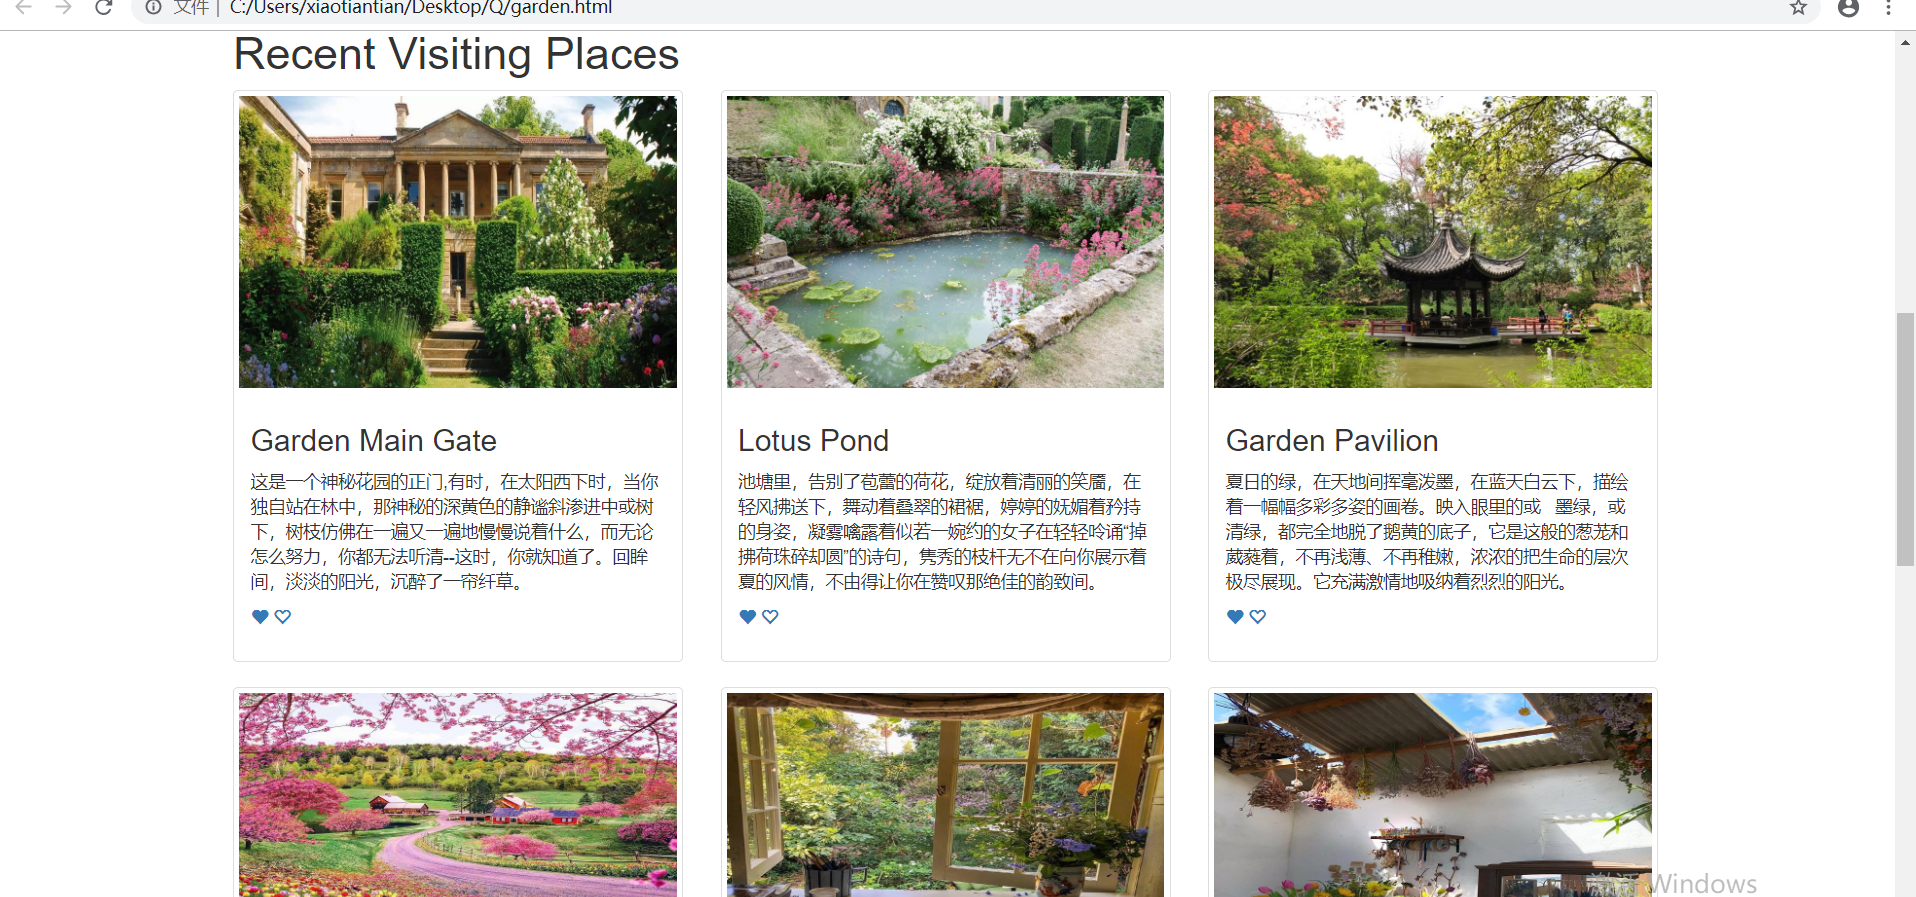 文件 | C:/Users/xiaotiantian/Desktop/Q/garden.html
Recent Visiting Places
Garden Main Gate
这是一个神秘花园的正门,有时，在太阳西下时，当你
独自站在林中，那神秘的深黄色的静谧斜渗进中或树
下，树枝仿佛在一遍又一遍地慢慢说着什么，而无论
怎么努力，你都无法听清--这时，你就知道了。回眸
间，淡淡的阳光，沉醉了一帘纤草。
Lotus Pond
池塘里，告别了苞蕾的荷花，绽放着清丽的笑靥，在
轻风拂送下，舞动着叠翠的裙裾，婷婷的妩媚着矜持
的身姿，凝雾噙露着似若一婉约的女子在轻轻呤诵“掉
拂荷珠碎却圆”的诗句，隽秀的枝杆无不在向你展示着
夏的风情，不由得让你在赞叹那绝佳的韵致间。
Garden Pavilion
夏日的绿，在天地间挥毫泼墨，在蓝天白云下，描绘
着一幅幅多彩多姿的画卷。映入眼里的或 墨绿，或
清绿，都完全地脱了鹅黄的底子，它是这般的葱茏和
葳蕤着，不再浅薄、不再稚嫩，浓浓的把生命的层次
极尽展现。它充满激情地吸纳着烈烈的阳光。
Windows